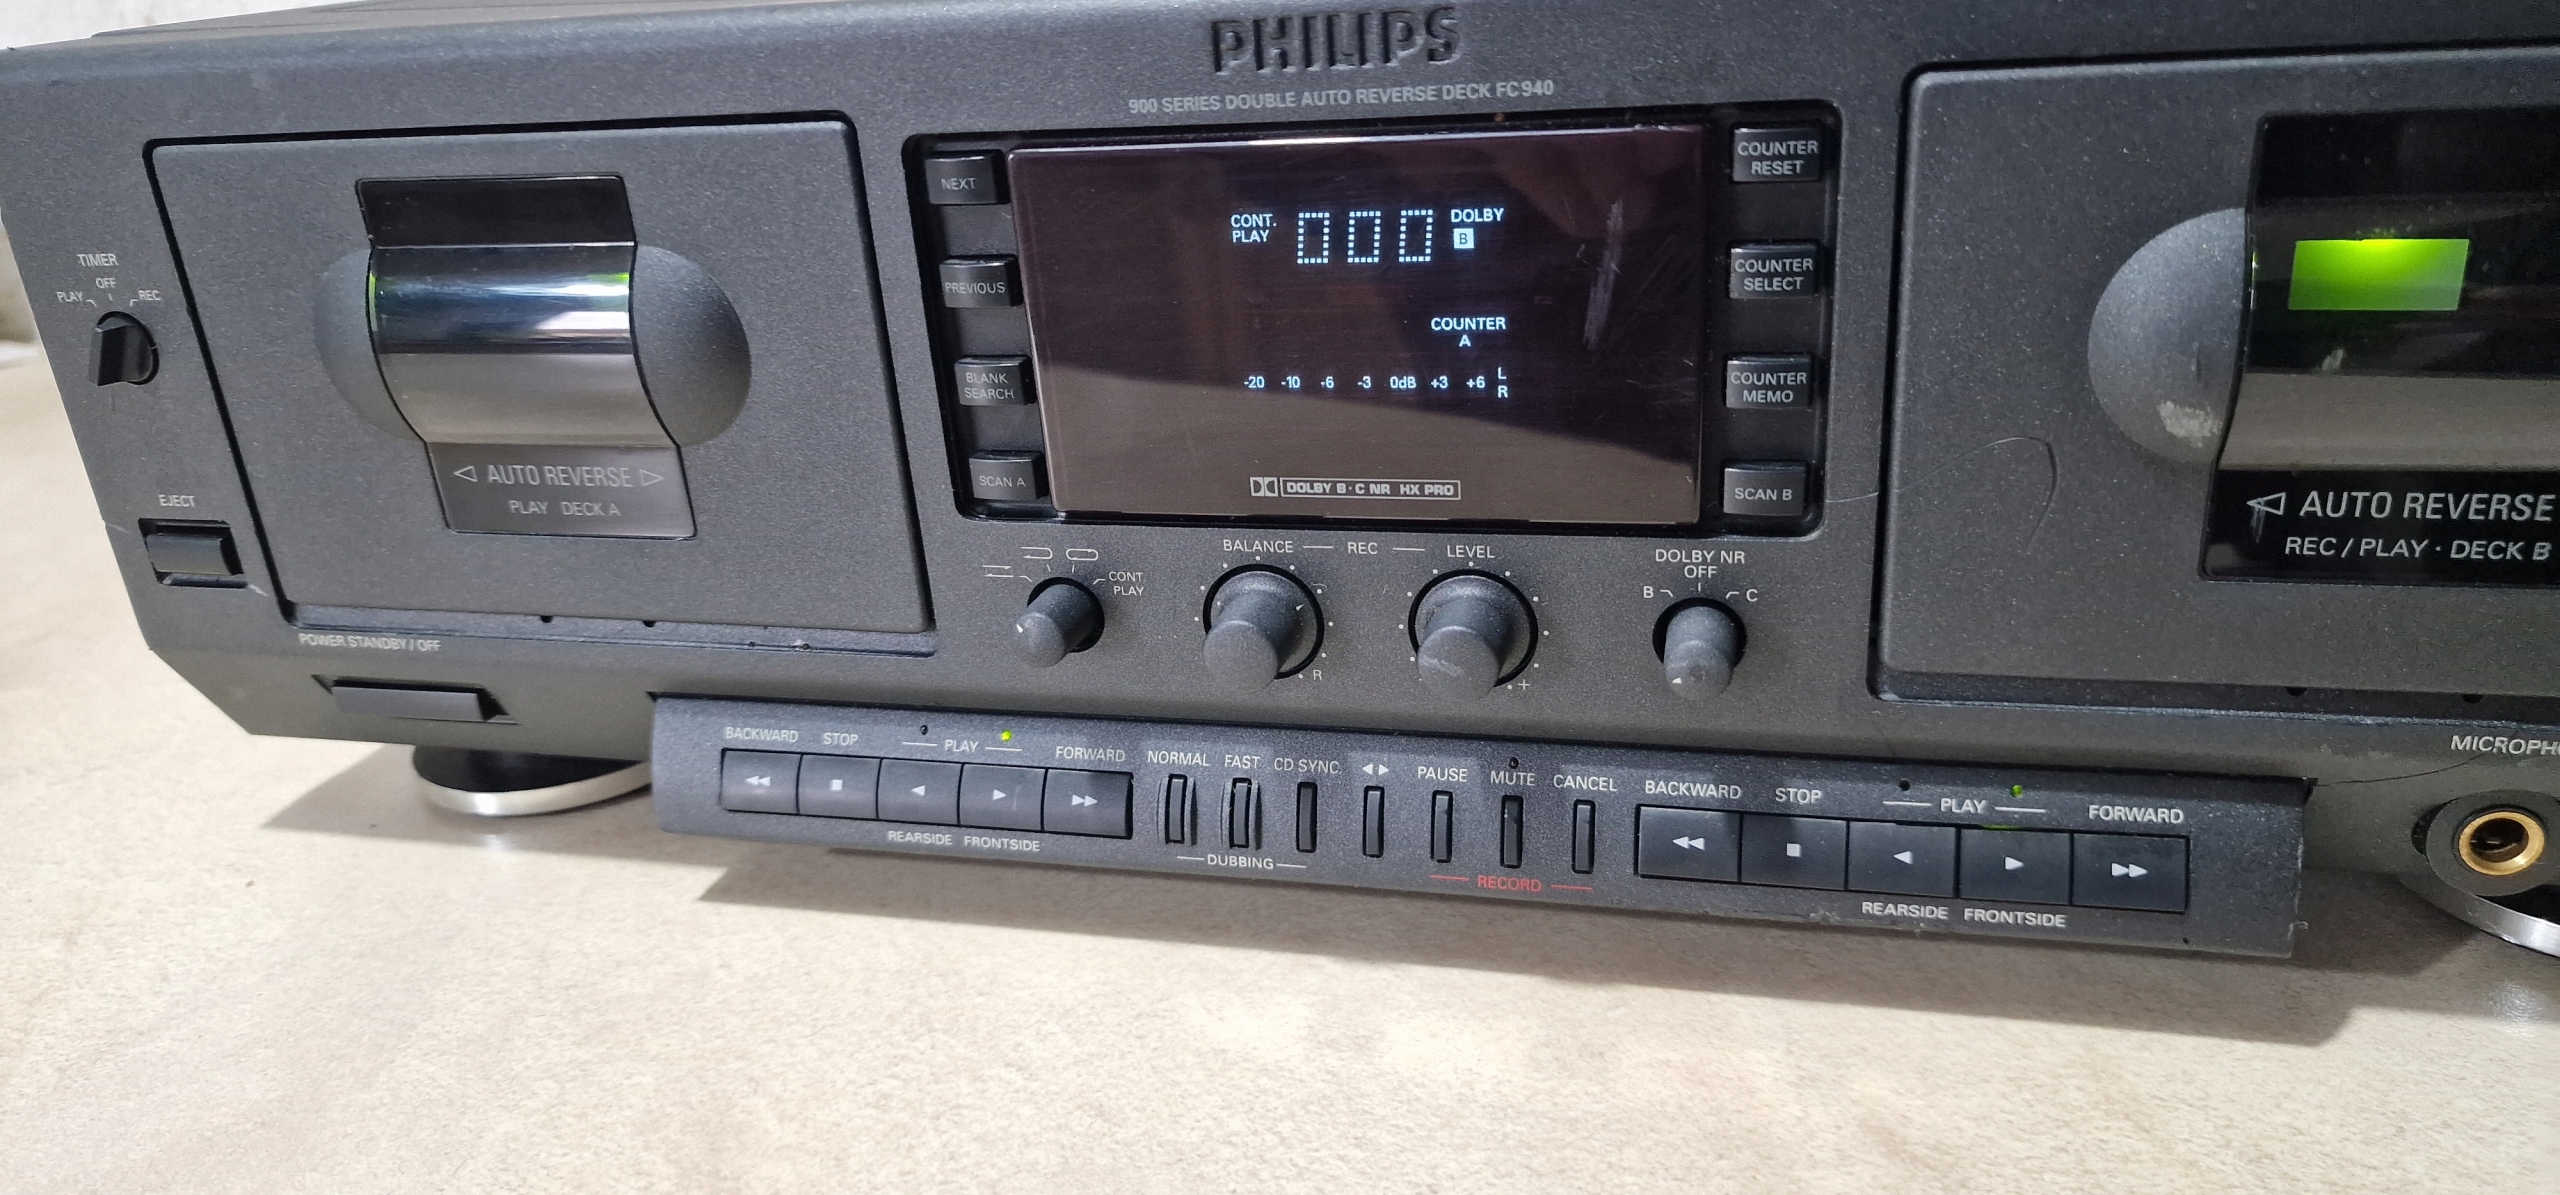 PHILIPS
900 SERIES DOUBLE AUTO REVERSE DECK FC940
TIMER
OFF
PLAY
REC
EJECT
AUTO REVERSE
PLAY DECK A
POWER STANDBY / OFF
NEXT
PREVIOUS
BLANK
SEARCH
SCAN A
CONT.
PLAY
000
DOLBY
B
COUNTER
A
-20 -10 -6 -3 0dB +3 +6
L
R
DOLBY B·C NR HX PRO
COUNTER
RESET
COUNTER
SELECT
COUNTER
MEMO
SCAN B
CONT.
PLAY
BALANCE
REC
LEVEL
R
+
DOLBY NR
OFF
B
C
AUTO REVERSE
REC / PLAY · DECK B
BACKWARD
STOP
PLAY
FORWARD
REARSIDE FRONTSIDE
NORMAL
FAST
CD SYNC
DUBBING
PAUSE
MUTE
CANCEL
RECORD
BACKWARD
STOP
PLAY
FORWARD
REARSIDE FRONTSIDE